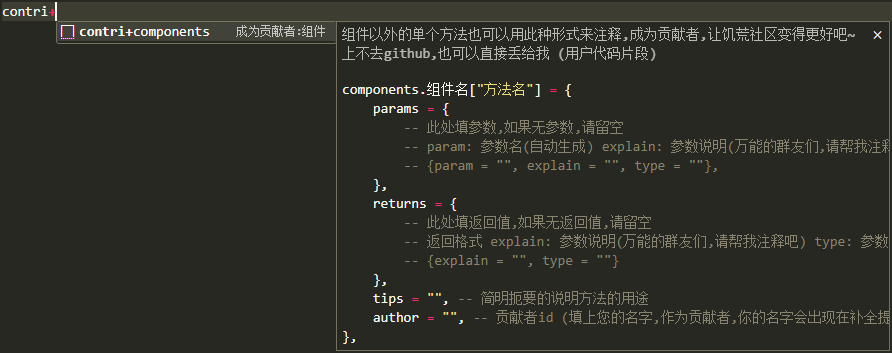 contri+
contri+components 成为贡献者:组件
组件以外的单个方法也可以用此种形式来注释,成为贡献者,让饥荒社区变得更好吧~
上不去github,也可以直接丢给我 (用户代码片段)
components.组件名["方法名"] = {
params = {
-- 此处填参数,如果无参数,请留空
-- param: 参数名(自动生成) explain: 参数说明(万能的群友们,请帮我注释
-- {param = "", explain = "", type = ""},
},
returns = {
-- 此处填返回值,如果无返回值,请留空
-- 返回格式 explain: 参数说明(万能的群友们,请帮我注释吧) type: 参数
-- {explain = "", type = ""}
},
tips = "", -- 简明扼要的说明方法的用途
author = "", -- 贡献者id (填上您的名字,作为贡献者,你的名字会出现在补全提
},